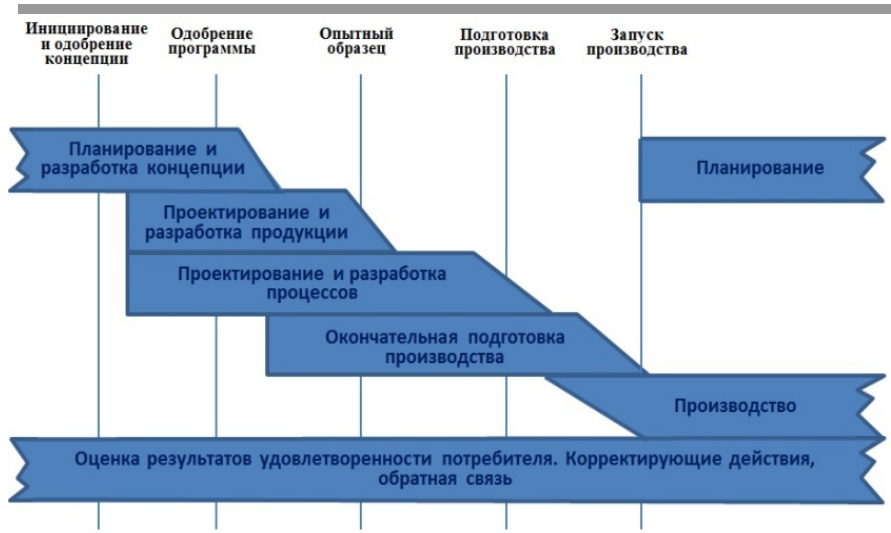 Инициирование
и одобрение
концепции
Одобрение
программы
Опытный
образец
Подготовка
производства
Запуск
производства
Планирование и
разработка концепции
Планирование
Проектирование и
разработка продукции
Проектирование и разработка
процессов
Окончательная подготовка
производства
Производство
Оценка результатов удовлетворенности потребителя. Корректирующие действия,
обратная связь